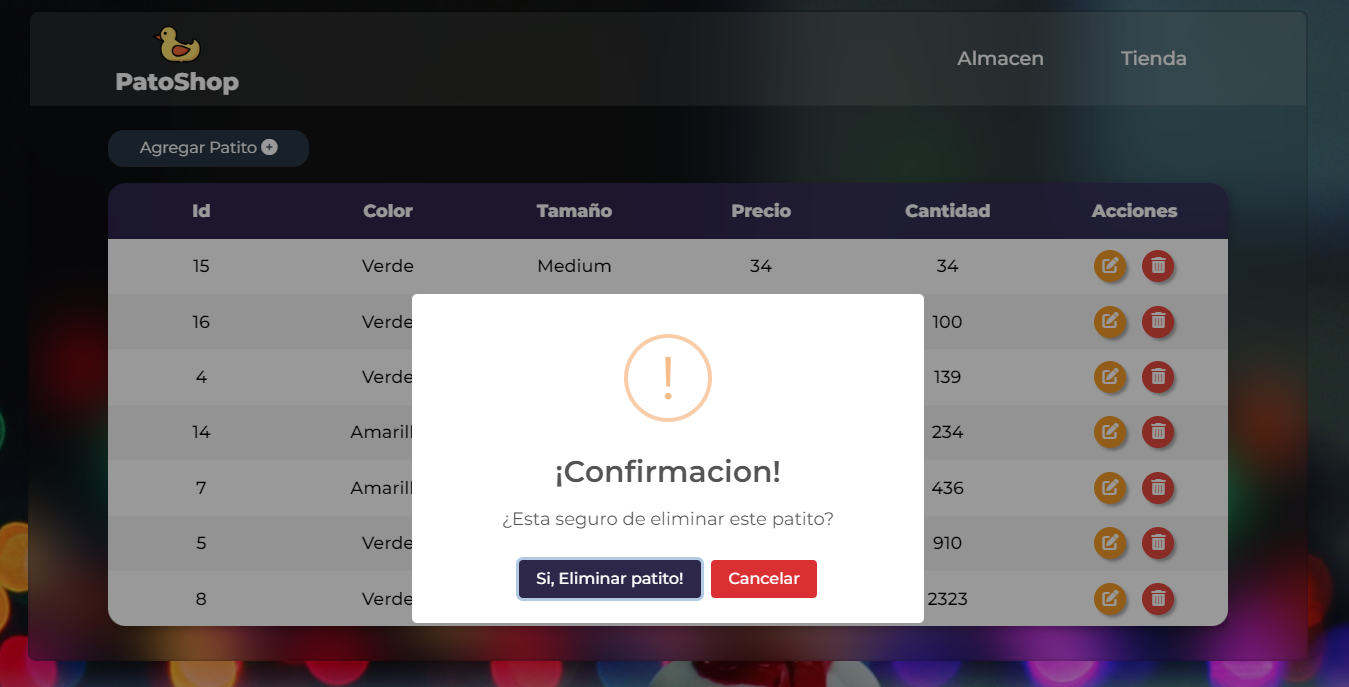 PatoShop
Almacen Tienda
Agregar Patito
Id Color Tamaño Precio Cantidad Acciones
15 Verde Medium 34 34
16 Verde 100
4 Verde 139
14 Amaril 234
7 Amaril 436
5 Verde 910
8 Verde 2323
¡Confirmacion!
¿Esta seguro de eliminar este patito?
Si, Eliminar patito! Cancelar